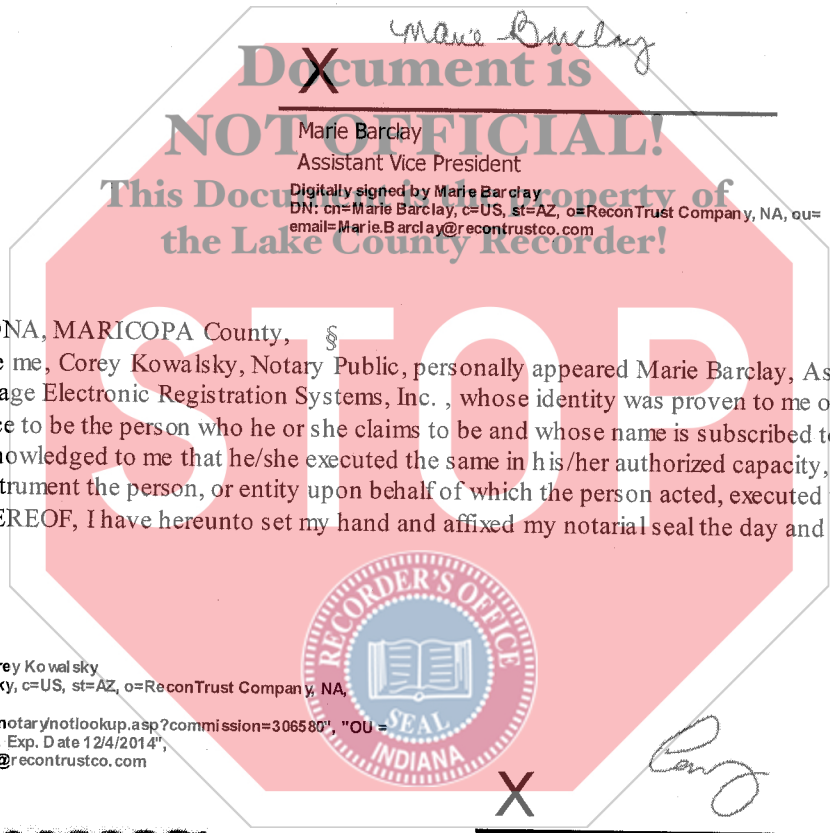 Marie Barclay
Document is
X
NOT OFFICIAL!
Marie Barclay
Assistant Vice President
This Document is the property of
Digitally signed by Marie Barclay
DN: cn=Marie Barclay, c=US, st=AZ, o=ReconTrust Company, NA, ou=
email=Marie.Barclay@recontrustco.com
the Lake County Recorder!
STOP
ONA, MARICOPA County, §
e me, Corey Kowalsky, Notary Public, personally appeared Marie Barclay, As
age Electronic Registration Systems, Inc. , whose identity was proven to me o
ce to be the person who he or she claims to be and whose name is subscribed to
nowledged to me that he/she executed the same in his/her authorized capacity,
trument the person, or entity upon behalf of which the person acted, executed
EREOF, I have hereunto set my hand and affixed my notarial seal the day and
RECORDER'S OFFICE
SEAL
INDIANA
rey Kowalsky
ky, c=US, st=AZ, o=ReconTrust Company, NA,
notary/notlookup.asp?commission=306580", "OU =
Exp. Date 12/4/2014",
@recontrustco.com
X